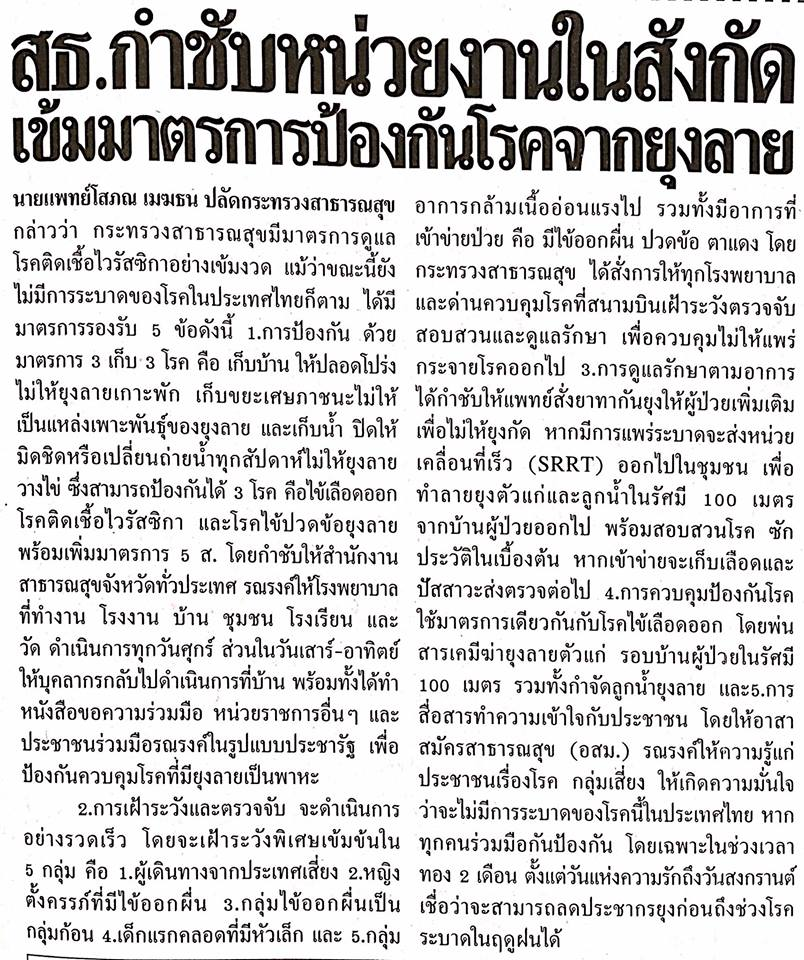 สธ.กำชับหน่วยงานในสังกัด
เข้มมาตรการป้องกันโรคจากยุงลาย
นายแพทย์โสภณ เมฆธน ปลัดกระทรวงสาธารณสุข
กล่าวว่า กระทรวงสาธารณสุขมีมาตรการดูแล
โรคติดเชื้อไวรัสซิกาอย่างเข้มงวด แม้ว่าขณะนี้ยัง
ไม่มีการระบาดของโรคในประเทศไทยก็ตาม ได้มี
มาตรการรองรับ 5 ข้อดังนี้ 1.การป้องกัน ด้วย
มาตรการ 3 เก็บ 3 โรค คือ เก็บบ้าน ให้ปลอดโปร่ง
ไม่ให้ยุงลายเกาะพัก เก็บขยะเศษภาชนะไม่ให้
เป็นแหล่งเพาะพันธุ์ของยุงลาย และเก็บน้ำ ปิดให้
มิดชิดหรือเปลี่ยนถ่ายน้ำทุกสัปดาห์ไม่ให้ยุงลาย
วางไข่ ซึ่งสามารถป้องกันได้ 3 โรค คือไข้เลือดออก
โรคติดเชื้อไวรัสซิกา และโรคไข้ปวดข้อยุงลาย
พร้อมเพิ่มมาตรการ 5 ส. โดยกำชับให้สำนักงาน
สาธารณสุขจังหวัดทั่วประเทศ รณรงค์ให้โรงพยาบาล
ที่ทำงาน โรงงาน บ้าน ชุมชน โรงเรียน และ
วัด ดำเนินการทุกวันศุกร์ ส่วนในวันเสาร์-อาทิตย์
ให้บุคลากรกลับไปดำเนินการที่บ้าน พร้อมทั้งได้ทำ
หนังสือขอความร่วมมือ หน่วยราชการอื่นๆ และ
ประชาชนร่วมมือรณรงค์ในรูปแบบประชารัฐ เพื่อ
ป้องกันควบคุมโรคที่มียุงลายเป็นพาหะ
2.การเฝ้าระวังและตรวจจับ จะดำเนินการ
อย่างรวดเร็ว โดยจะเฝ้าระวังพิเศษเข้มข้นใน
5 กลุ่ม คือ 1.ผู้เดินทางจากประเทศเสี่ยง 2.หญิง
ตั้งครรภ์ที่มีไข้ออกผื่น 3.กลุ่มไข้ออกผื่นเป็น
กลุ่มก้อน 4.เด็กแรกคลอดที่มีหัวเล็ก และ 5.กลุ่ม
อาการกล้ามเนื้ออ่อนแรงไป รวมทั้งมีอาการที่
เข้าข่ายป่วย คือ มีไข้ออกผื่น ปวดข้อ ตาแดง โดย
กระทรวงสาธารณสุข ได้สั่งการให้ทุกโรงพยาบาล
และด่านควบคุมโรคที่สนามบินเฝ้าระวังตรวจจับ
สอบสวนและดูแลรักษา เพื่อควบคุมไม่ให้แพร่
กระจายโรคออกไป 3.การดูแลรักษาตามอาการ
ได้กำชับให้แพทย์สั่งยาทากันยุงให้ผู้ป่วยเพิ่มเติม
เพื่อไม่ให้ยุงกัด หากมีการแพร่ระบาดจะส่งหน่วย
เคลื่อนที่เร็ว (SRRT) ออกไปในชุมชน เพื่อ
ทำลายยุงตัวแก่และลูกน้ำในรัศมี 100 เมตร
จากบ้านผู้ป่วยออกไป พร้อมสอบสวนโรค ซัก
ประวัติในเบื้องต้น หากเข้าข่ายจะเก็บเลือดและ
ปัสสาวะส่งตรวจต่อไป 4.การควบคุมป้องกันโรค
ใช้มาตรการเดียวกันกับโรคไข้เลือดออก โดยพ่น
สารเคมีฆ่ายุงลายตัวแก่ รอบบ้านผู้ป่วยในรัศมี
100 เมตร รวมทั้งกำจัดลูกน้ำยุงลาย และ5.การ
สื่อสารทำความเข้าใจกับประชาชน โดยให้อาสา
สมัครสาธารณสุข (อสม.) รณรงค์ให้ความรู้แก่
ประชาชนเรื่องโรค กลุ่มเสี่ยง ให้เกิดความมั่นใจ
ว่าจะไม่มีการระบาดของโรคนี้ในประเทศไทย หาก
ทุกคนร่วมมือกันป้องกัน โดยเฉพาะในช่วงเวลา
ทอง 2 เดือน ตั้งแต่วันแห่งความรักถึงวันสงกรานต์
เชื่อว่าจะสามารถลดประชากรยุงก่อนถึงช่วงโรค
ระบาดในฤดูฝนได้